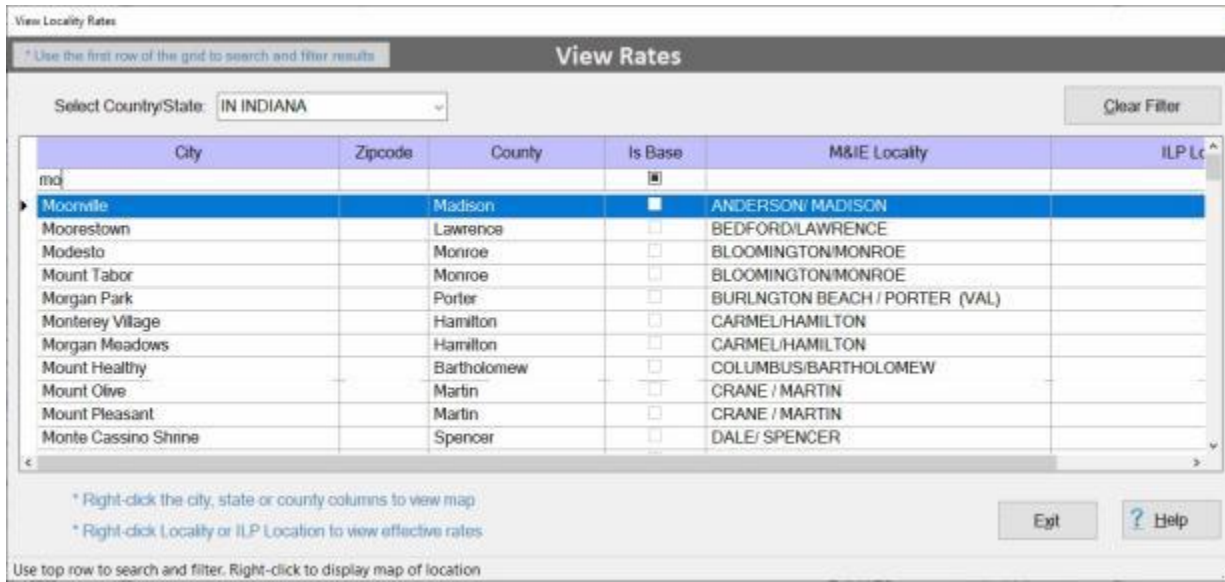 View Locality Rates
* Use the first row of the grid to search and filter results
View Rates
Select Country/State: IN INDIANA
Clear Filter
City Zipcode County Is Base M&IE Locality ILP Lo
mo
Moonville Madison ANDERSON/ MADISON
Moorestown Lawrence BEDFORD/LAWRENCE
Modesto Monroe BLOOMINGTON/MONROE
Mount Tabor Monroe BLOOMINGTON/MONROE
Morgan Park Porter BURLNGTON BEACH / PORTER (VAL)
Monterey Village Hamilton CARMEL/HAMILTON
Morgan Meadows Hamilton CARMEL/HAMILTON
Mount Healthy Bartholomew COLUMBUS/BARTHOLOMEW
Mount Olive Martin CRANE / MARTIN
Mount Pleasant Martin CRANE / MARTIN
Monte Cassino Shrine Spencer DALE/ SPENCER
* Right-click the city, state or county columns to view map
* Right-click Locality or ILP Location to view effective rates
Exit
? Help
Use top row to search and filter. Right-click to display map of location